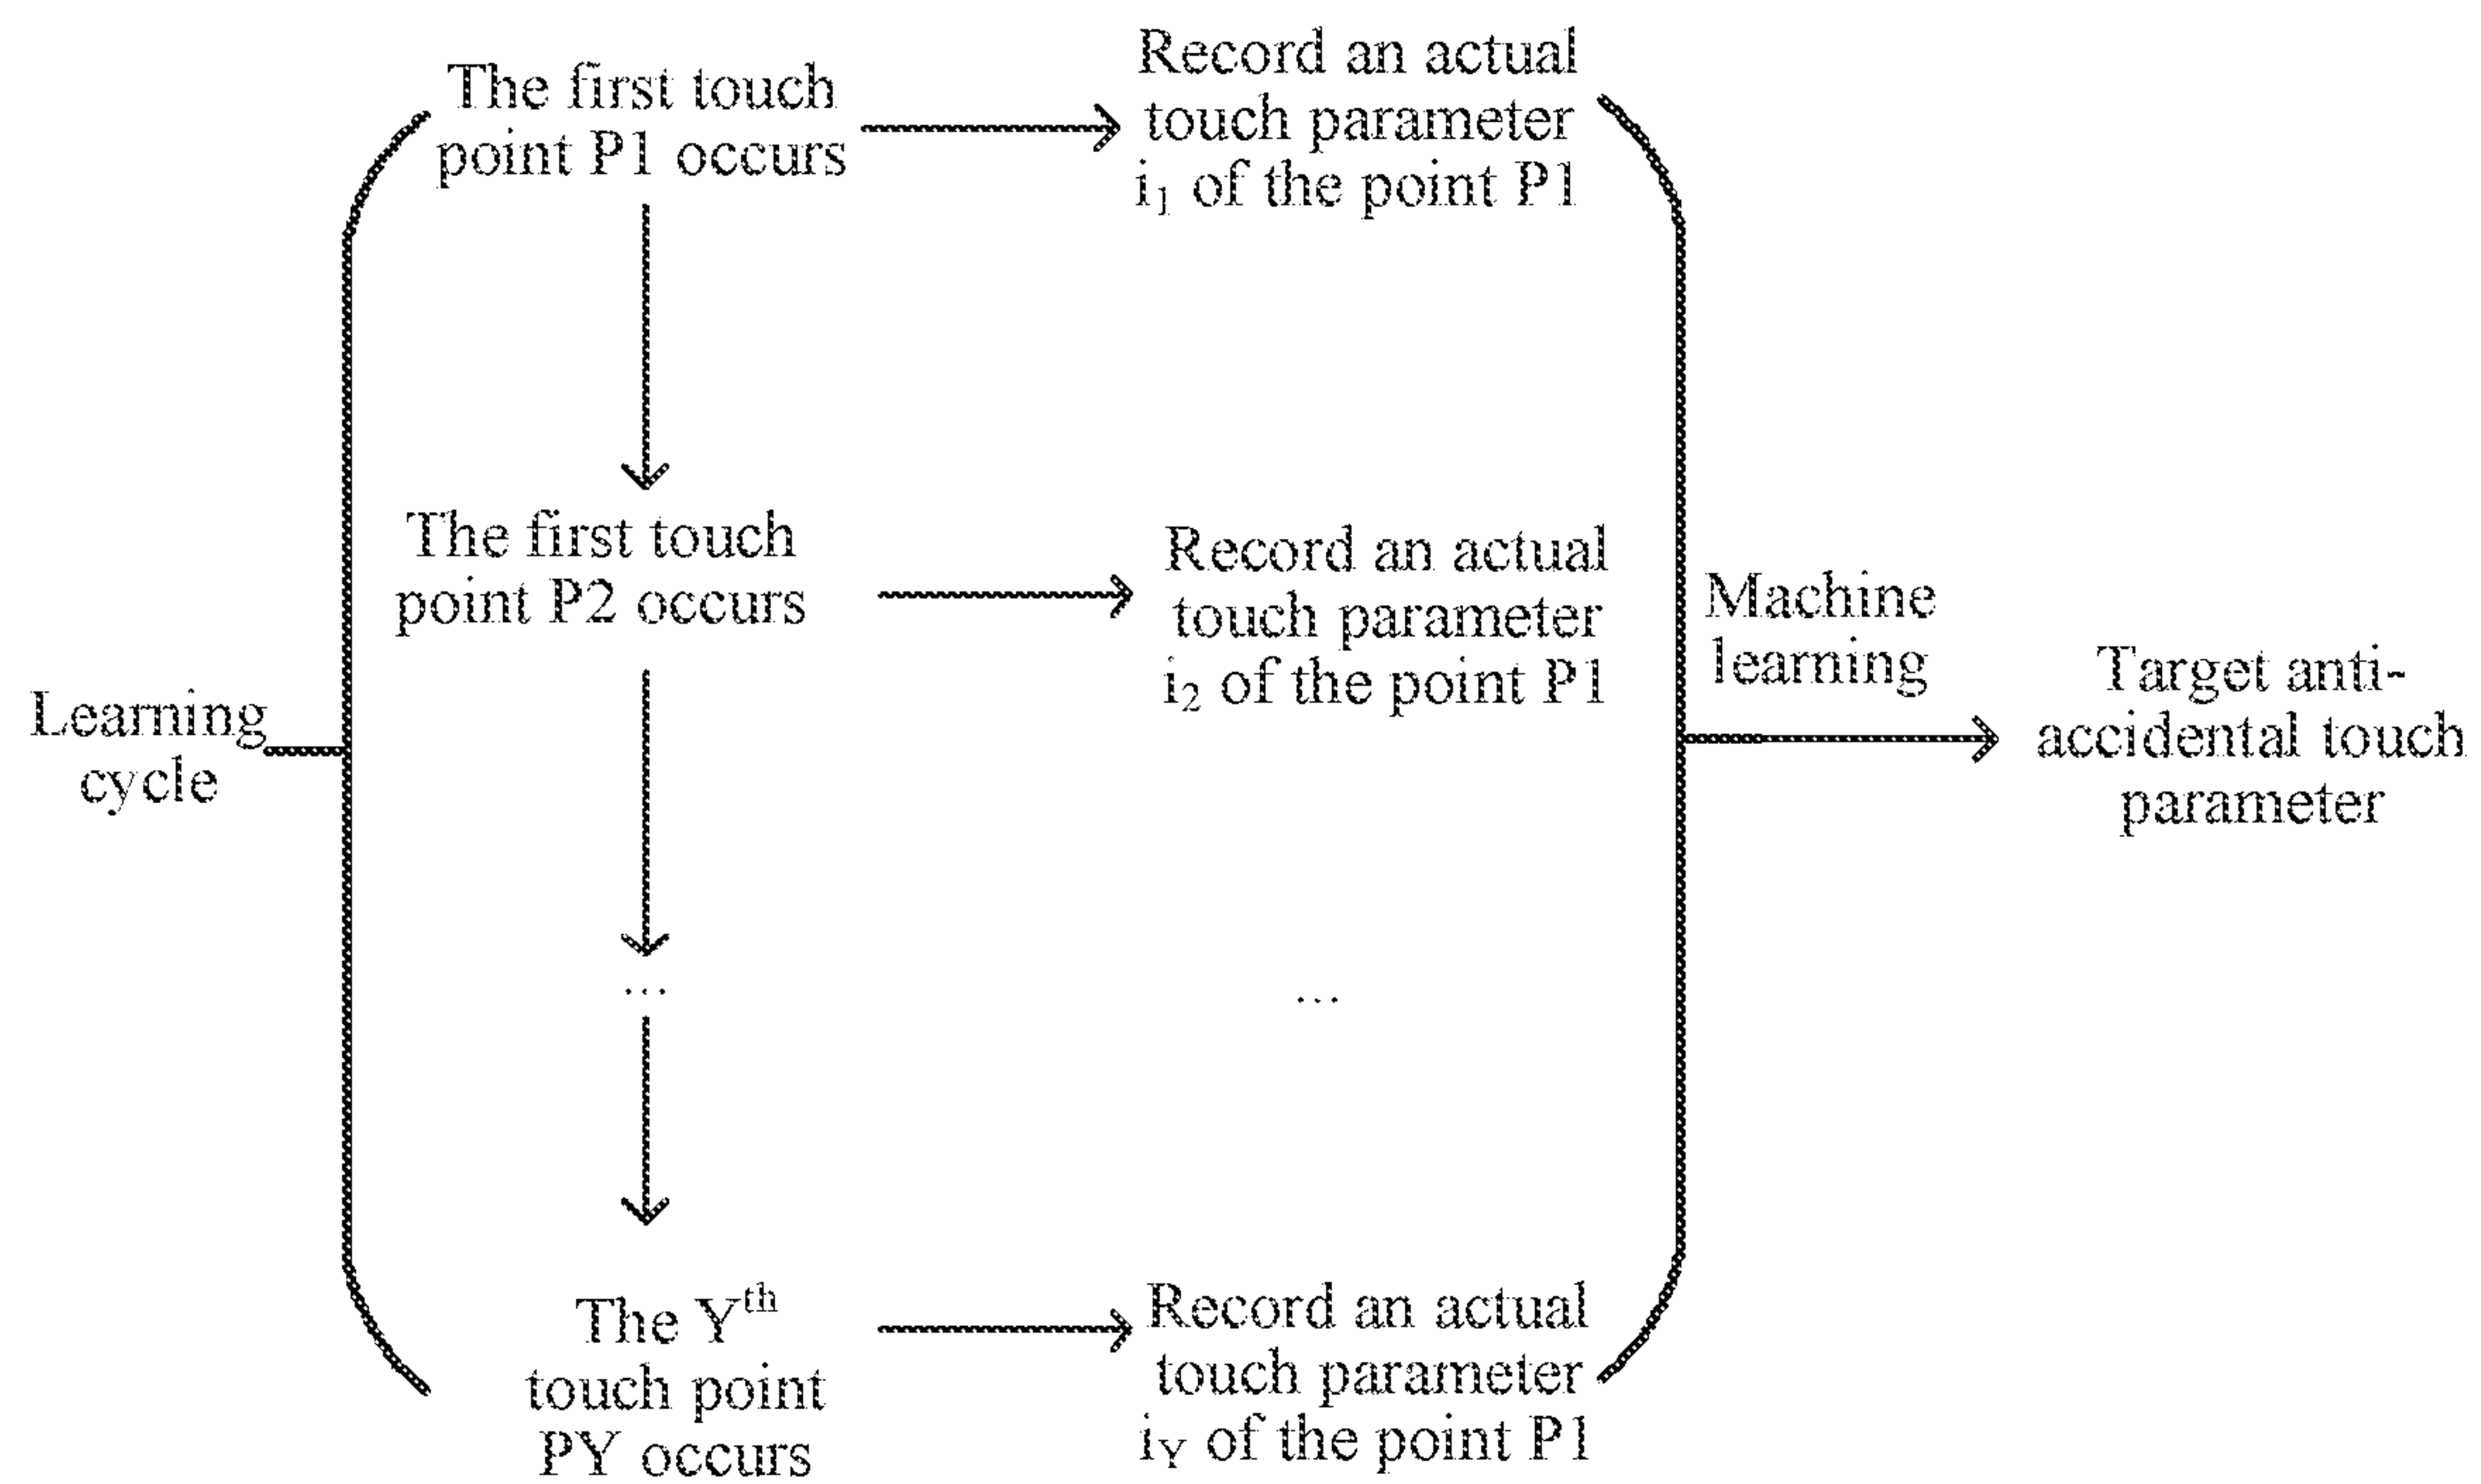 The first touch
point P1 occurs
Record an actual
touch parameter
i₁ of the point P1
The first touch
point P2 occurs
Record an actual
touch parameter
i₂ of the point P1
Machine
learning
Learning
cycle
Target anti-
accidental touch
parameter
...
...
The Yᵗʰ
touch point
PY occurs
Record an actual
touch parameter
iY of the point P1